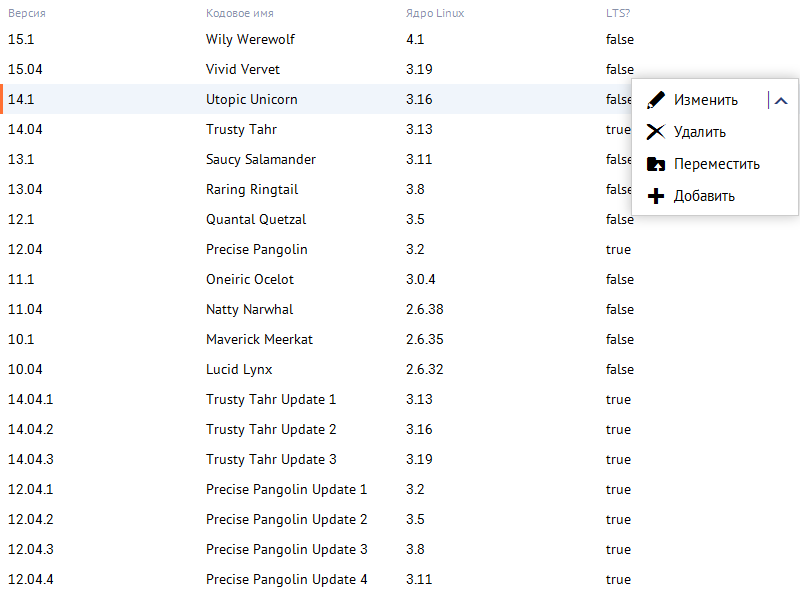 Версия Кодовое имя Ядро Linux LTS?
15.1 Wily Werewolf 4.1 false
15.04 Vivid Vervet 3.19 false
14.1 Utopic Unicorn 3.16 false Изменить
14.04 Trusty Tahr 3.13 true Удалить
13.1 Saucy Salamander 3.11 false Переместить
13.04 Raring Ringtail 3.8 false Добавить
12.1 Quantal Quetzal 3.5 false
12.04 Precise Pangolin 3.2 true
11.1 Oneiric Ocelot 3.0.4 false
11.04 Natty Narwhal 2.6.38 false
10.1 Maverick Meerkat 2.6.35 false
10.04 Lucid Lynx 2.6.32 false
14.04.1 Trusty Tahr Update 1 3.13 true
14.04.2 Trusty Tahr Update 2 3.16 true
14.04.3 Trusty Tahr Update 3 3.19 true
12.04.1 Precise Pangolin Update 1 3.2 true
12.04.2 Precise Pangolin Update 2 3.5 true
12.04.3 Precise Pangolin Update 3 3.8 true
12.04.4 Precise Pangolin Update 4 3.11 true